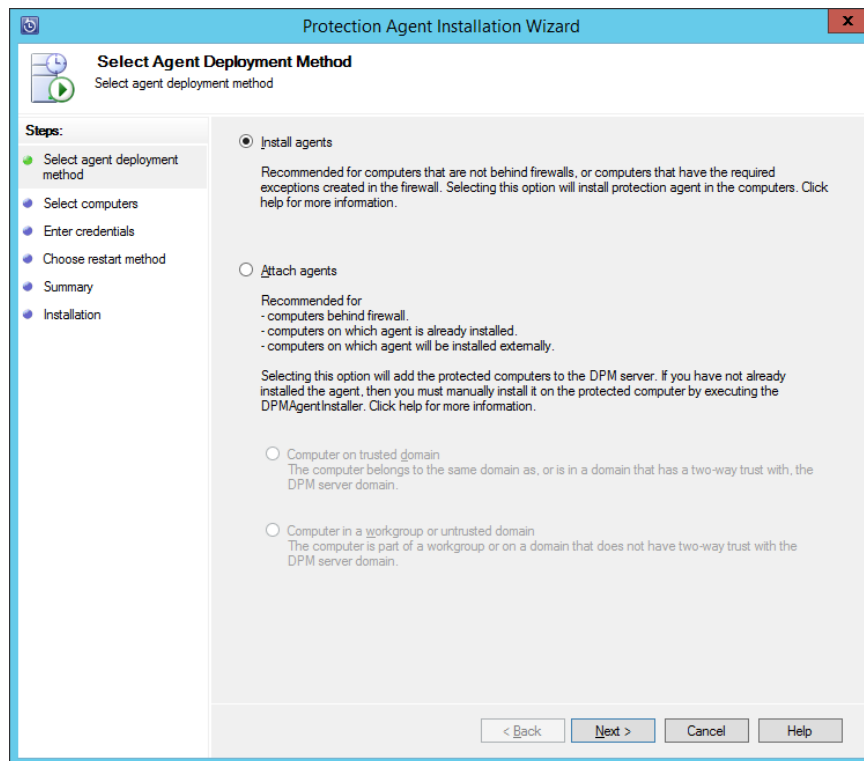 Protection Agent Installation Wizard
x
Select Agent Deployment Method
Select agent deployment method
Steps:
Select agent deployment
method
Select computers
Enter credentials
Choose restart method
Summary
Installation
Install agents
Recommended for computers that are not behind firewalls, or computers that have the required
exceptions created in the firewall. Selecting this option will install protection agent in the computers. Click
help for more information.
Attach agents
Recommended for
- computers behind firewall.
- computers on which agent is already installed.
- computers on which agent will be installed externally.
Selecting this option will add the protected computers to the DPM server. If you have not already
installed the agent, then you must manually install it on the protected computer by executing the
DPMAgentInstaller. Click help for more information.
Computer on trusted domain
The computer belongs to the same domain as, or is in a domain that has a two-way trust with, the
DPM server domain.
Computer in a workgroup or untrusted domain
The computer is part of a workgroup or on a domain that does not have two-way trust with the
DPM server domain.
< Back Next > Cancel Help